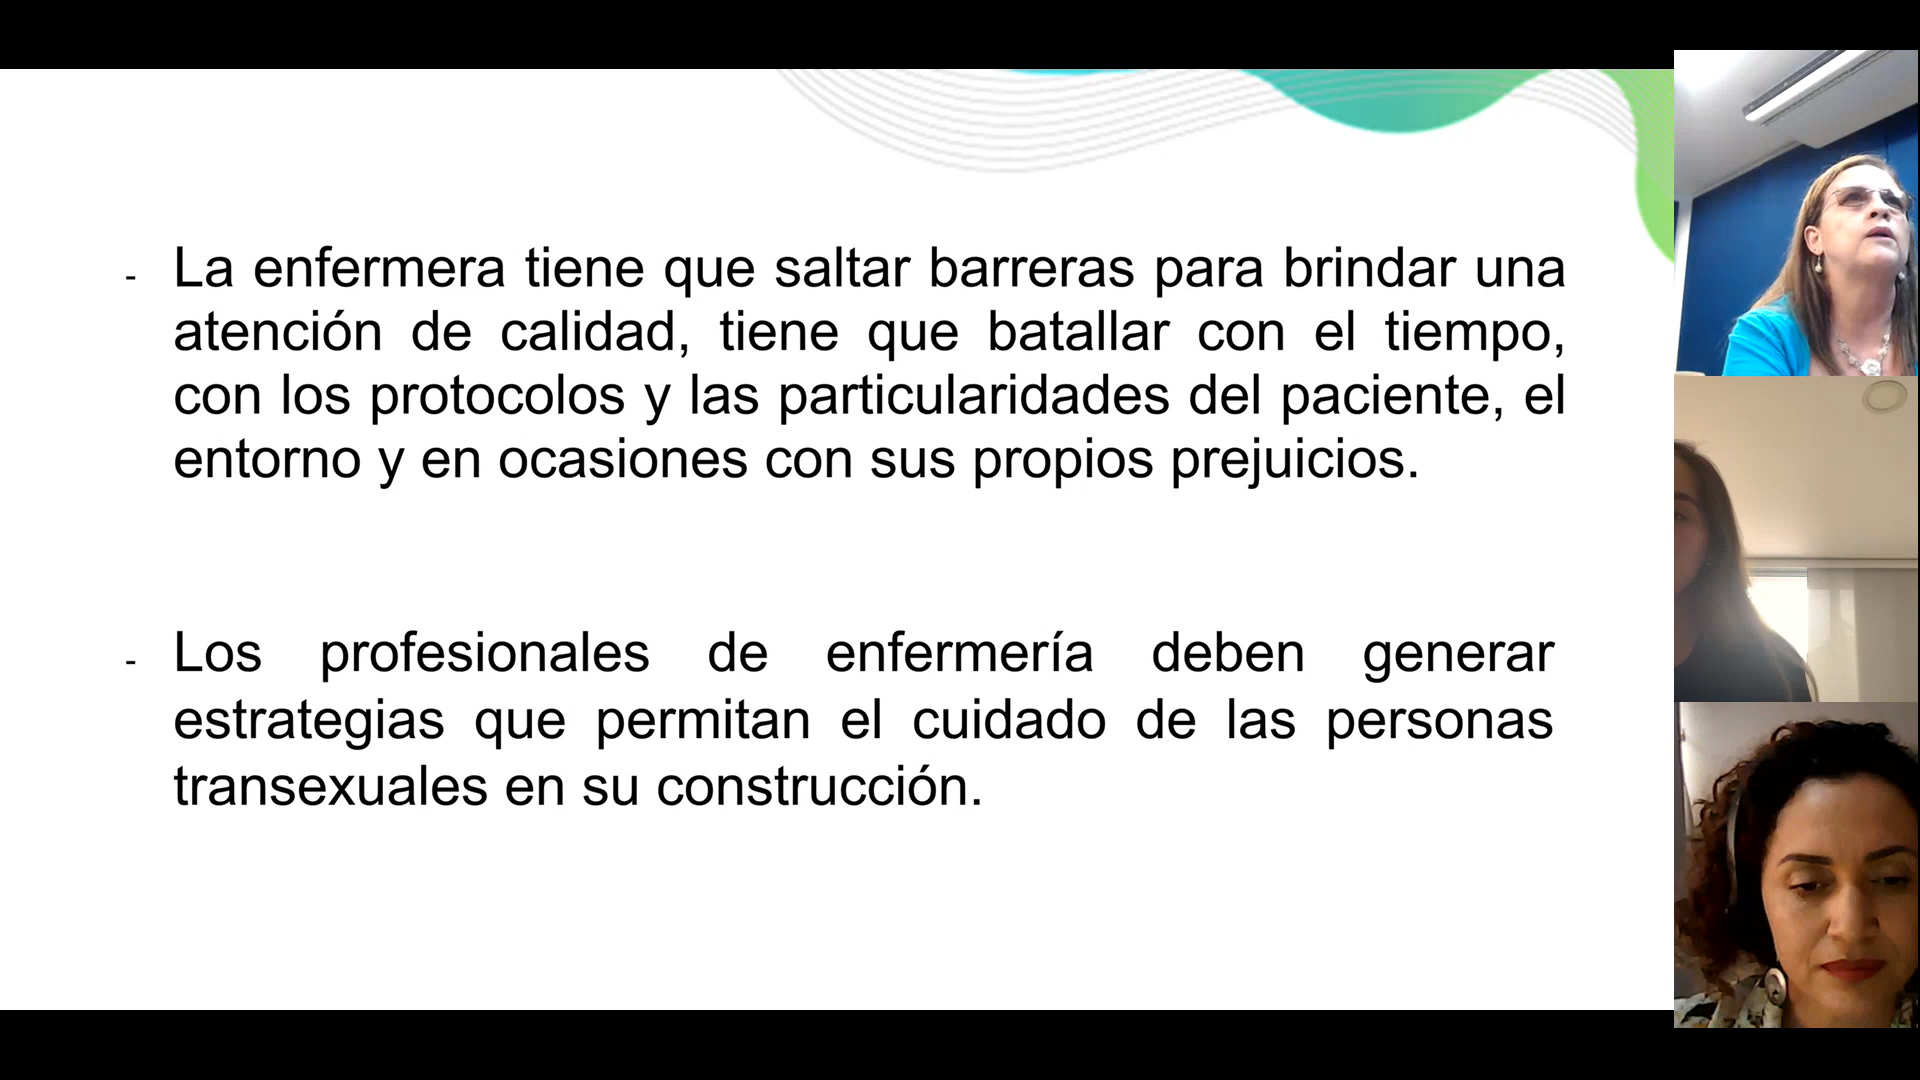 - La enfermera tiene que saltar barreras para brindar una
atención de calidad, tiene que batallar con el tiempo,
con los protocolos y las particularidades del paciente, el
entorno y en ocasiones con sus propios prejuicios.
- Los profesionales de enfermería deben generar
estrategias que permitan el cuidado de las personas
transexuales en su construcción.